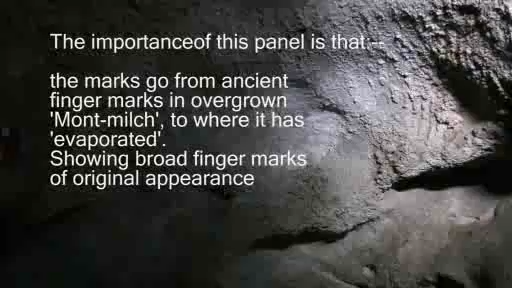 The importanceof this panel is that:--
the marks go from ancient
finger marks in overgrown
'Mont-milch', to where it has
'evaporated'.
Showing broad finger marks
of original appearance